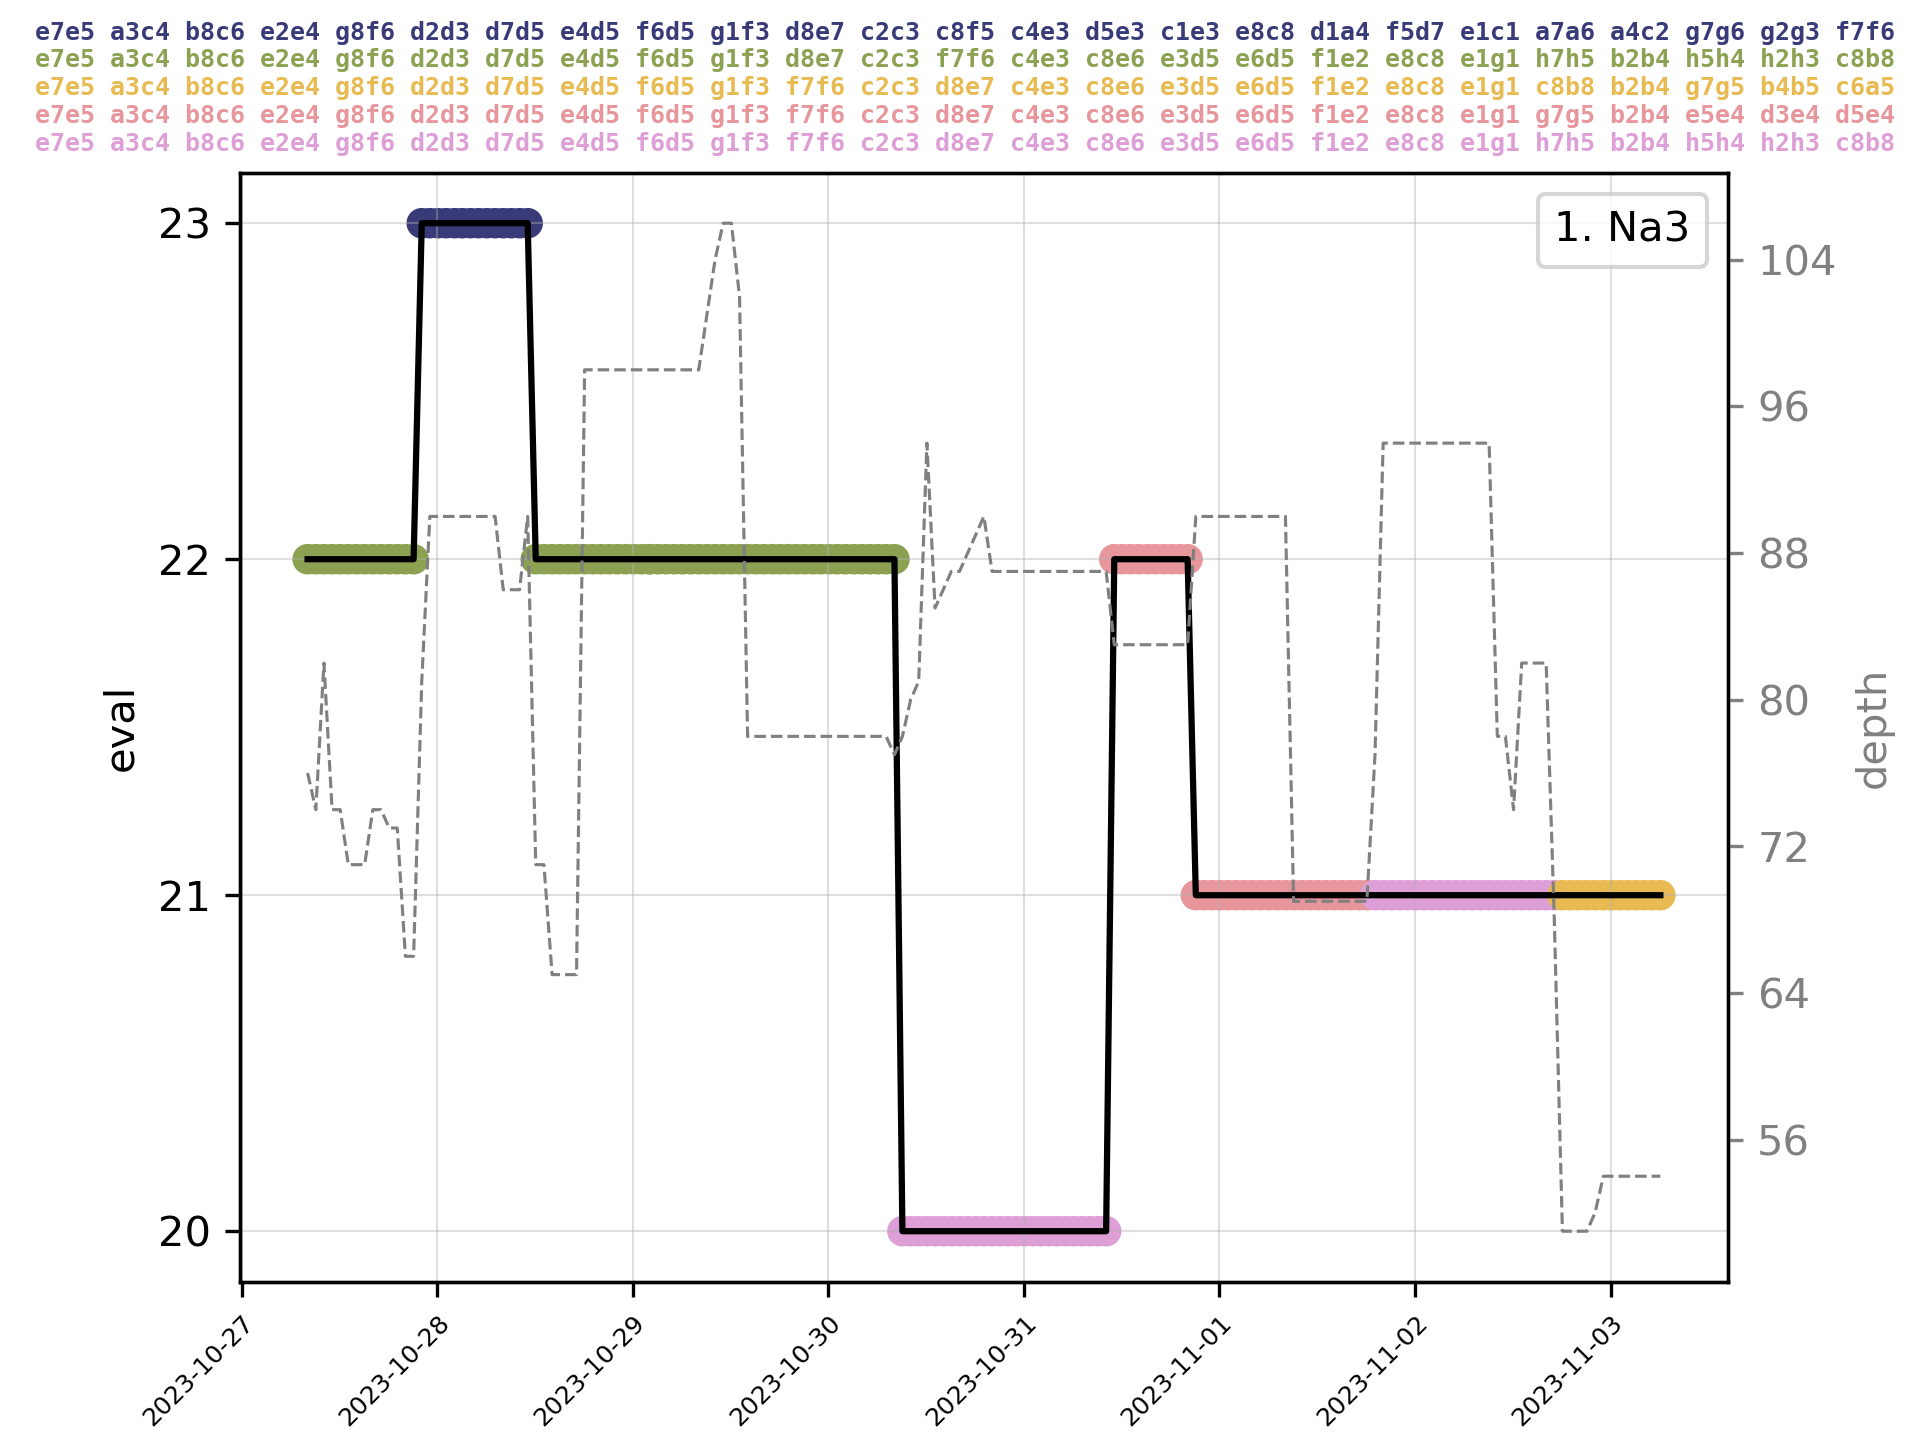 e7e5 a3c4 b8c6 e2e4 g8f6 d2d3 d7d5 e4d5 f6d5 g1f3 d8e7 c2c3 c8f5 c4e3 d5e3 c1e3 e8c8 d1a4 f5d7 e1c1 a7a6 a4c2 g7g6 g2g3 f7f6
e7e5 a3c4 b8c6 e2e4 g8f6 d2d3 d7d5 e4d5 f6d5 g1f3 d8e7 c2c3 f7f6 c4e3 c8e6 e3d5 e6d5 f1e2 e8c8 e1g1 h7h5 b2b4 h5h4 h2h3 c8b8
e7e5 a3c4 b8c6 e2e4 g8f6 d2d3 d7d5 e4d5 f6d5 g1f3 f7f6 c2c3 d8e7 c4e3 c8e6 e3d5 e6d5 f1e2 e8c8 e1g1 c8b8 b2b4 g7g5 b4b5 c6a5
e7e5 a3c4 b8c6 e2e4 g8f6 d2d3 d7d5 e4d5 f6d5 g1f3 f7f6 c2c3 d8e7 c4e3 c8e6 e3d5 e6d5 f1e2 e8c8 e1g1 g7g5 b2b4 e5e4 d3e4 d5e4
e7e5 a3c4 b8c6 e2e4 g8f6 d2d3 d7d5 e4d5 f6d5 g1f3 f7f6 c2c3 d8e7 c4e3 c8e6 e3d5 e6d5 f1e2 e8c8 e1g1 h7h5 b2b4 h5h4 h2h3 c8b8
1. Na3
23
22
21
20
eval
104
96
88
80
72
64
56
depth
2023-10-27
2023-10-28
2023-10-29
2023-10-30
2023-10-31
2023-11-01
2023-11-02
2023-11-03